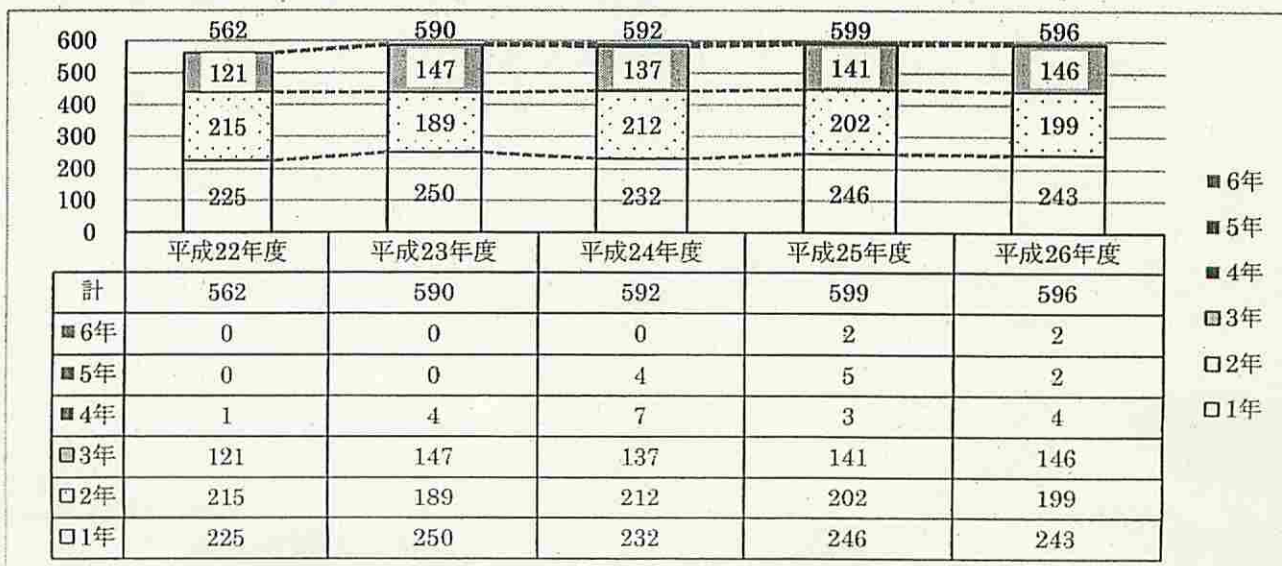 562 590 592 599 596
600
500 121 147 137 141 146
400
300 215 189 212 202 199
200
100 225 250 232 246 243
0
平成22年度 平成23年度 平成24年度 平成25年度 平成26年度
計 562 590 592 599 596
6年 0 0 0 2 2
5年 0 0 4 5 2
4年 1 4 7 3 4
3年 121 147 137 141 146
2年 215 189 212 202 199
1年 225 250 232 246 243
6年
5年
4年
3年
2年
1年